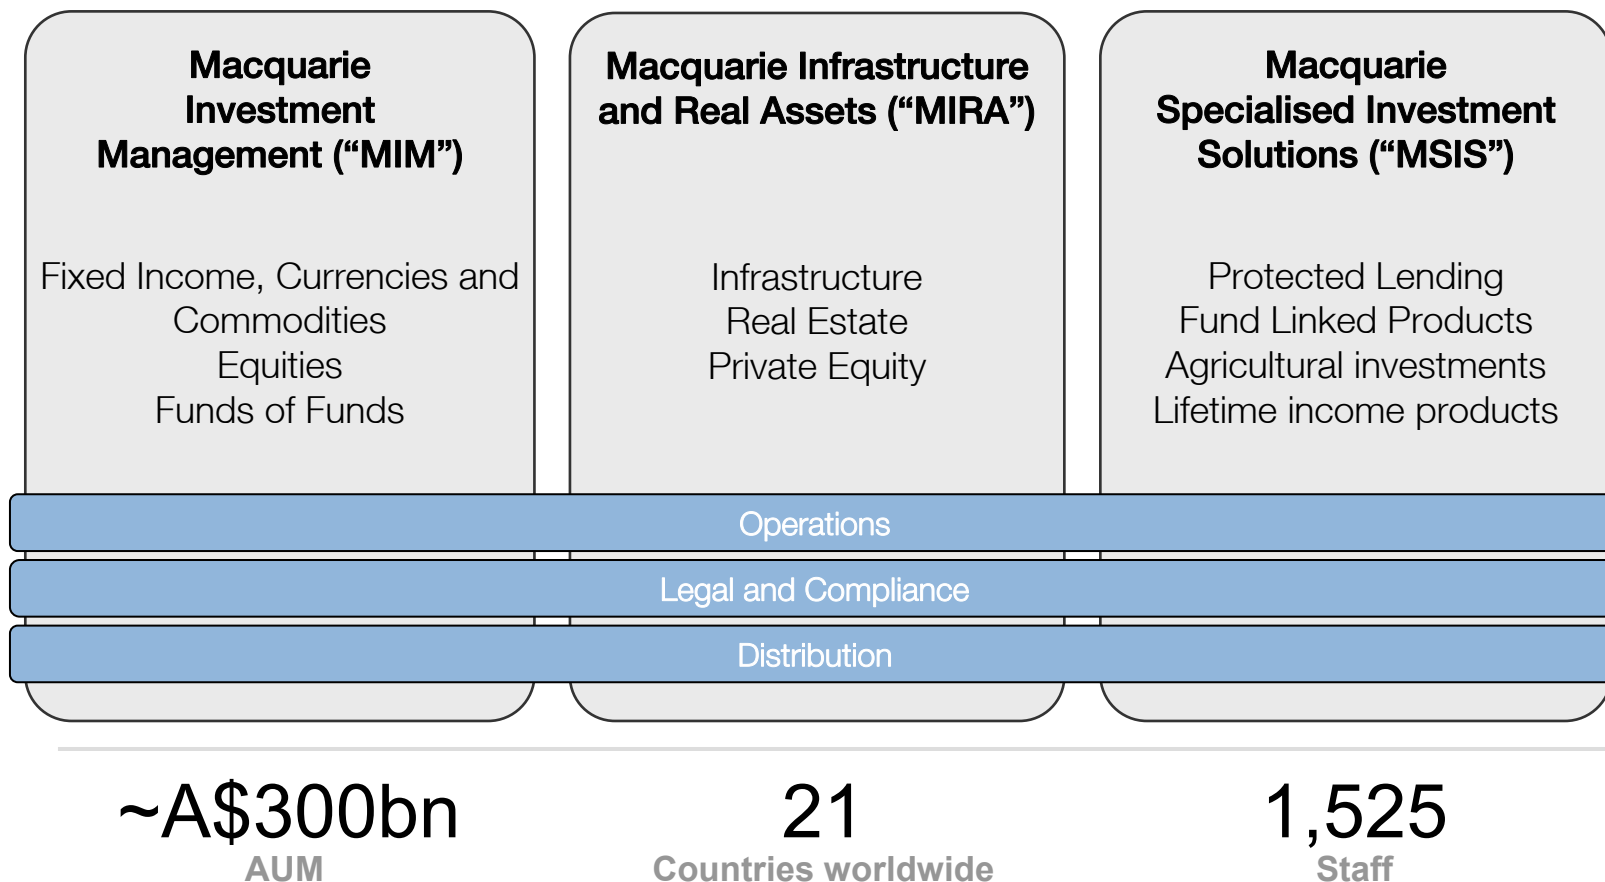 Macquarie
Investment
Management (“MIM”)
Fixed Income, Currencies and
Commodities
Equities
Funds of Funds
Macquarie Infrastructure
and Real Assets (“MIRA”)
Infrastructure
Real Estate
Private Equity
Macquarie
Specialised Investment
Solutions (“MSIS”)
Protected Lending
Fund Linked Products
Agricultural investments
Lifetime income products
Operations
Legal and Compliance
Distribution
~A$300bn
AUM
21
Countries worldwide
1,525
Staff